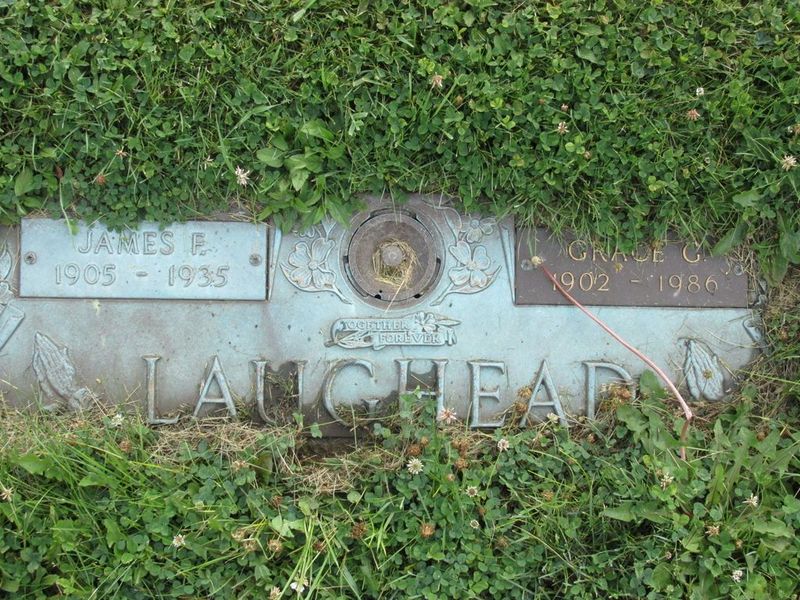 JAMES F.
1905 - 1935
GRACE G.
1902 - 1986
TOGETHER
FOREVER
LAUGHEAD